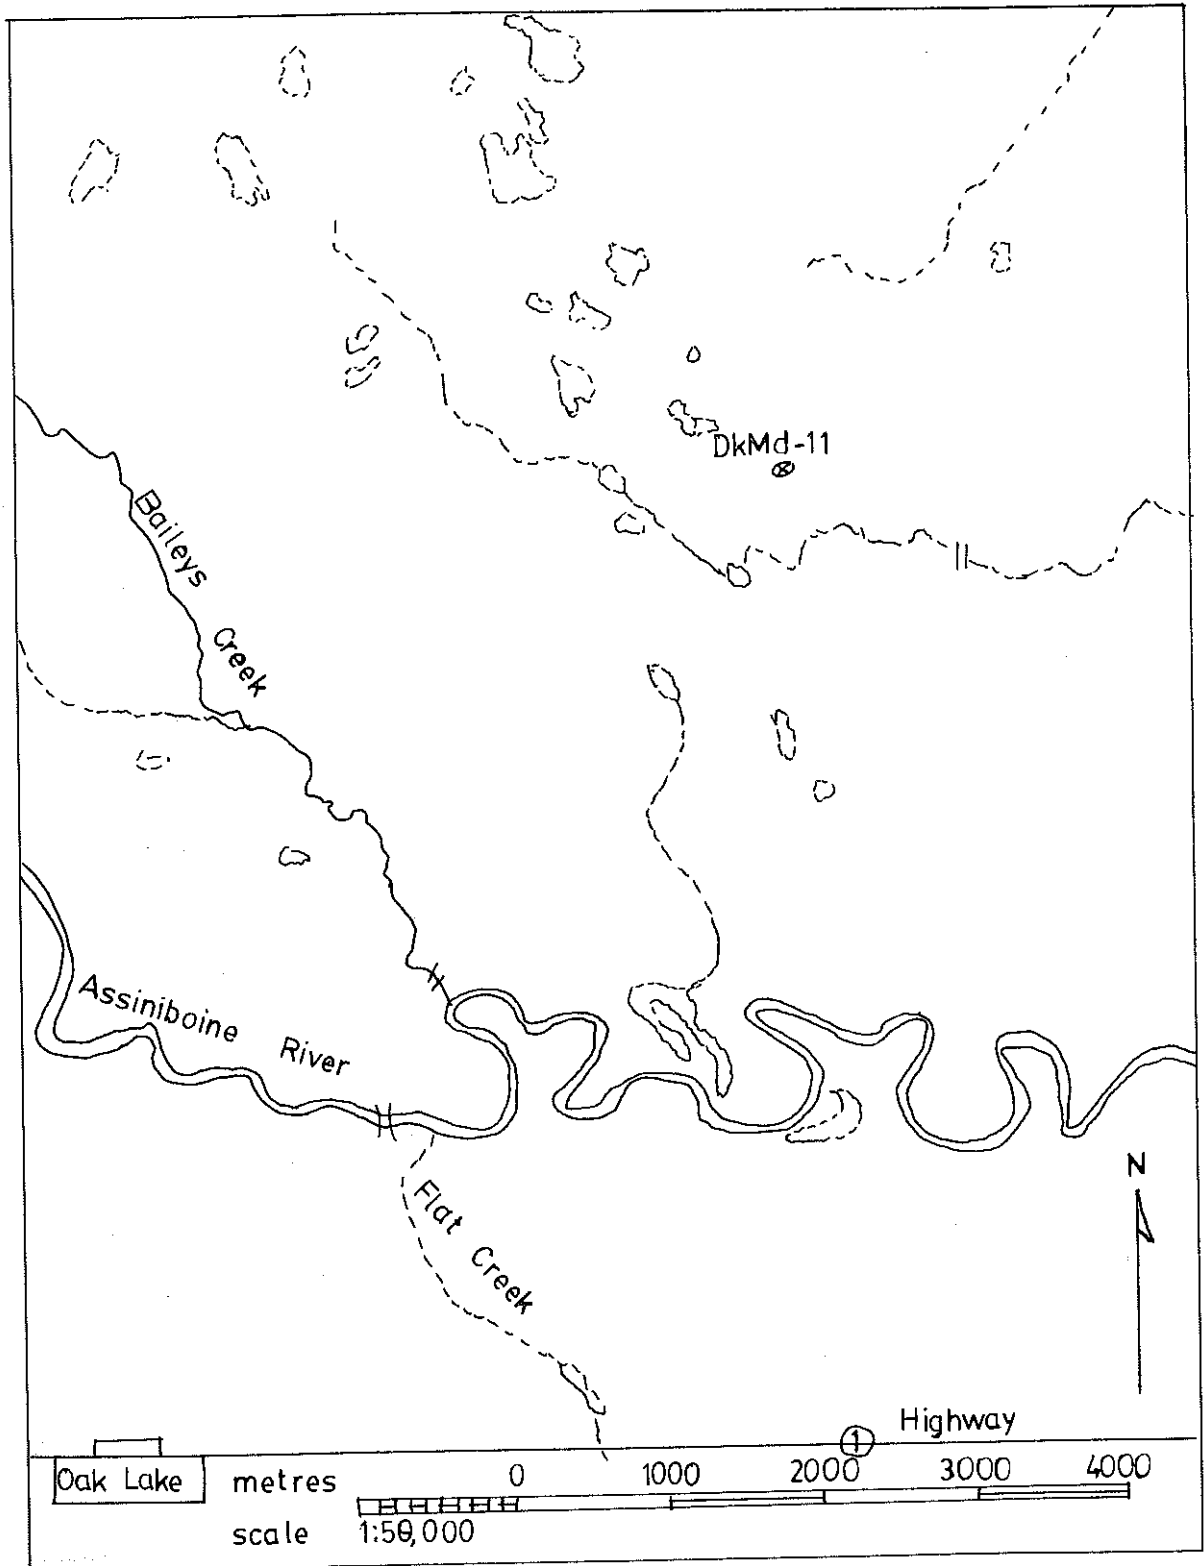 DkMd-11
Baileys
Creek
Assiniboine River
Flat Creek
N
Highway
1
Oak Lake
metres 0 1000 2000 3000 4000
scale 1:50,000